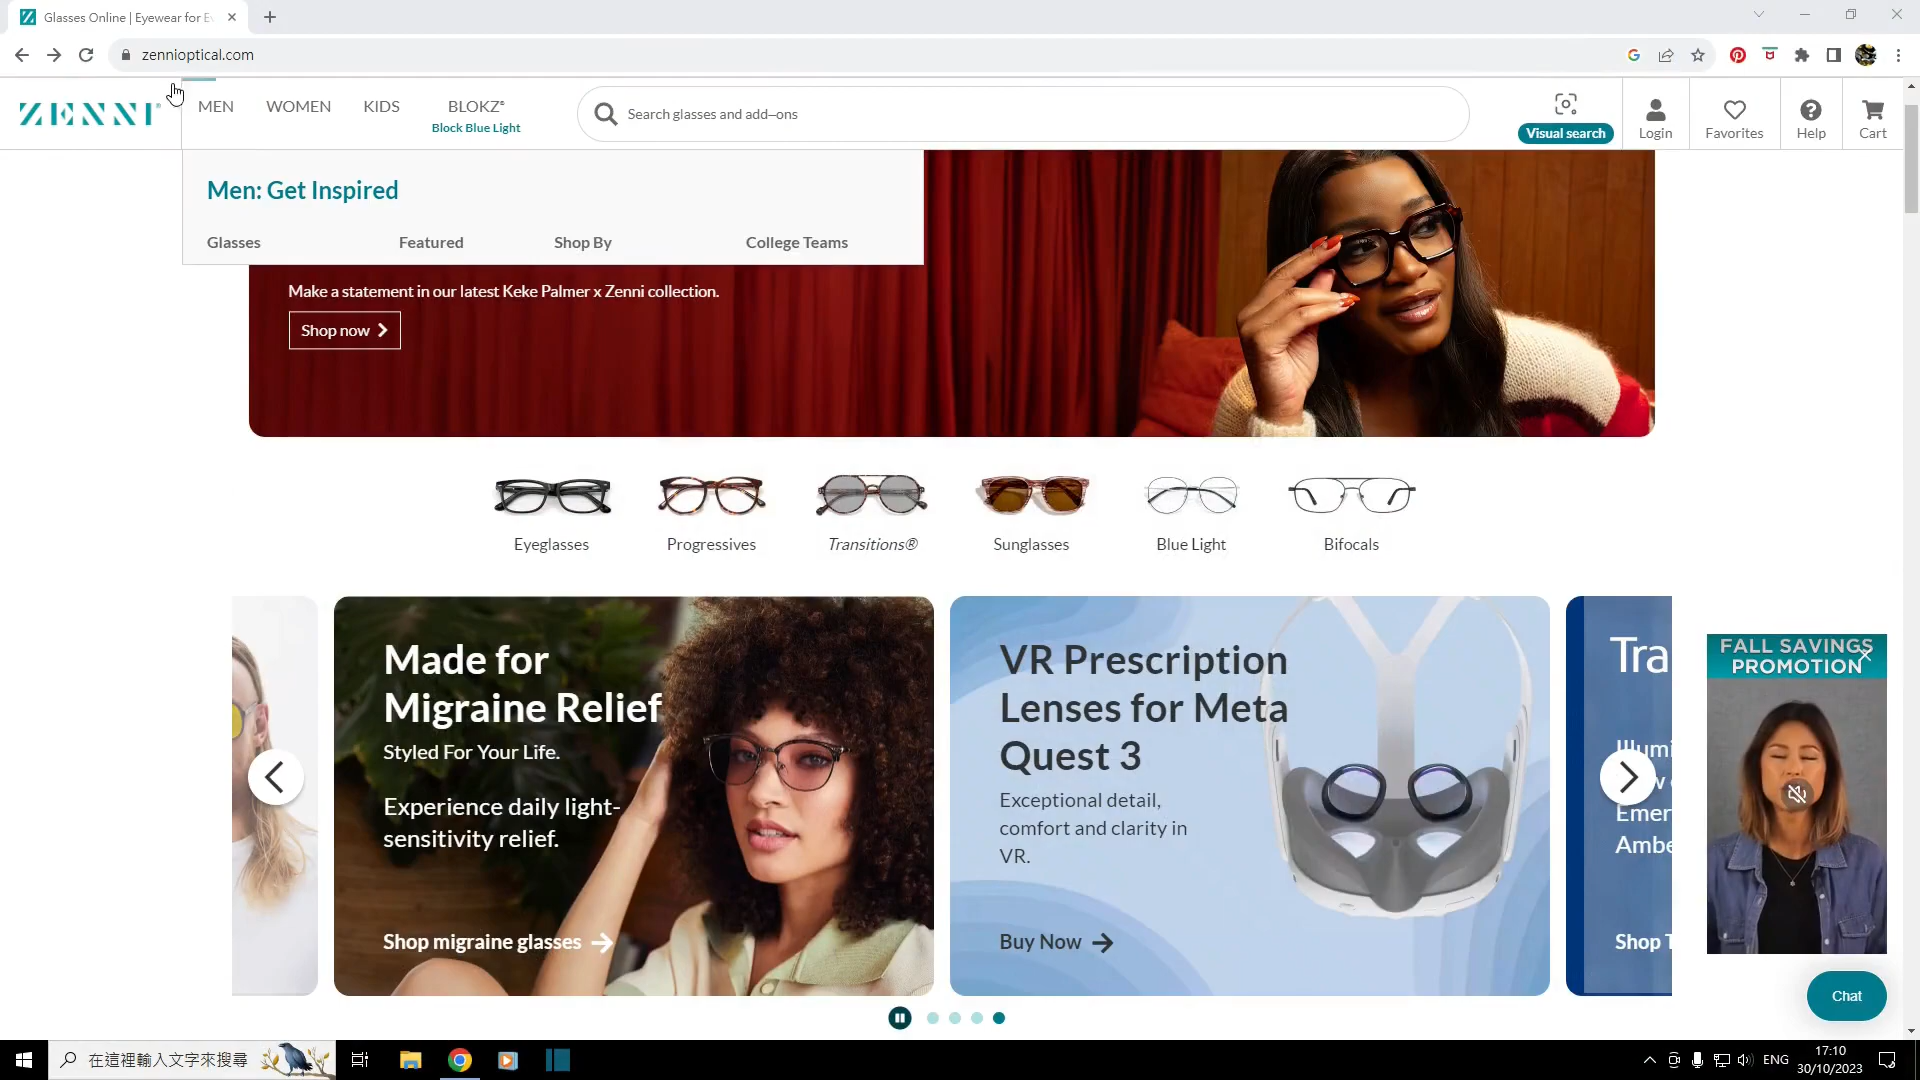 Glasses Online | Eyewear for Ev
zennioptical.com
ZENNI
MEN
WOMEN
KIDS
BLOKZ®
Block Blue Light
Search glasses and add-ons
Visual search
Login
Favorites
Help
Cart
Men: Get Inspired
Glasses
Featured
Shop By
College Teams
Make a statement in our latest Keke Palmer x Zenni collection.
Shop now
Eyeglasses
Progressives
Transitions®
Sunglasses
Blue Light
Bifocals
Made for
Migraine Relief
Styled For Your Life.
Experience daily light-
sensitivity relief.
Shop migraine glasses
VR Prescription
Lenses for Meta
Quest 3
Exceptional detail,
comfort and clarity in
VR.
Buy Now
Tra
Illumi
Emer
Ambe
Shop T
FALL SAVINGS
PROMOTION
Chat
在這裡輸入文字來搜尋
ENG
17:10
30/10/2023